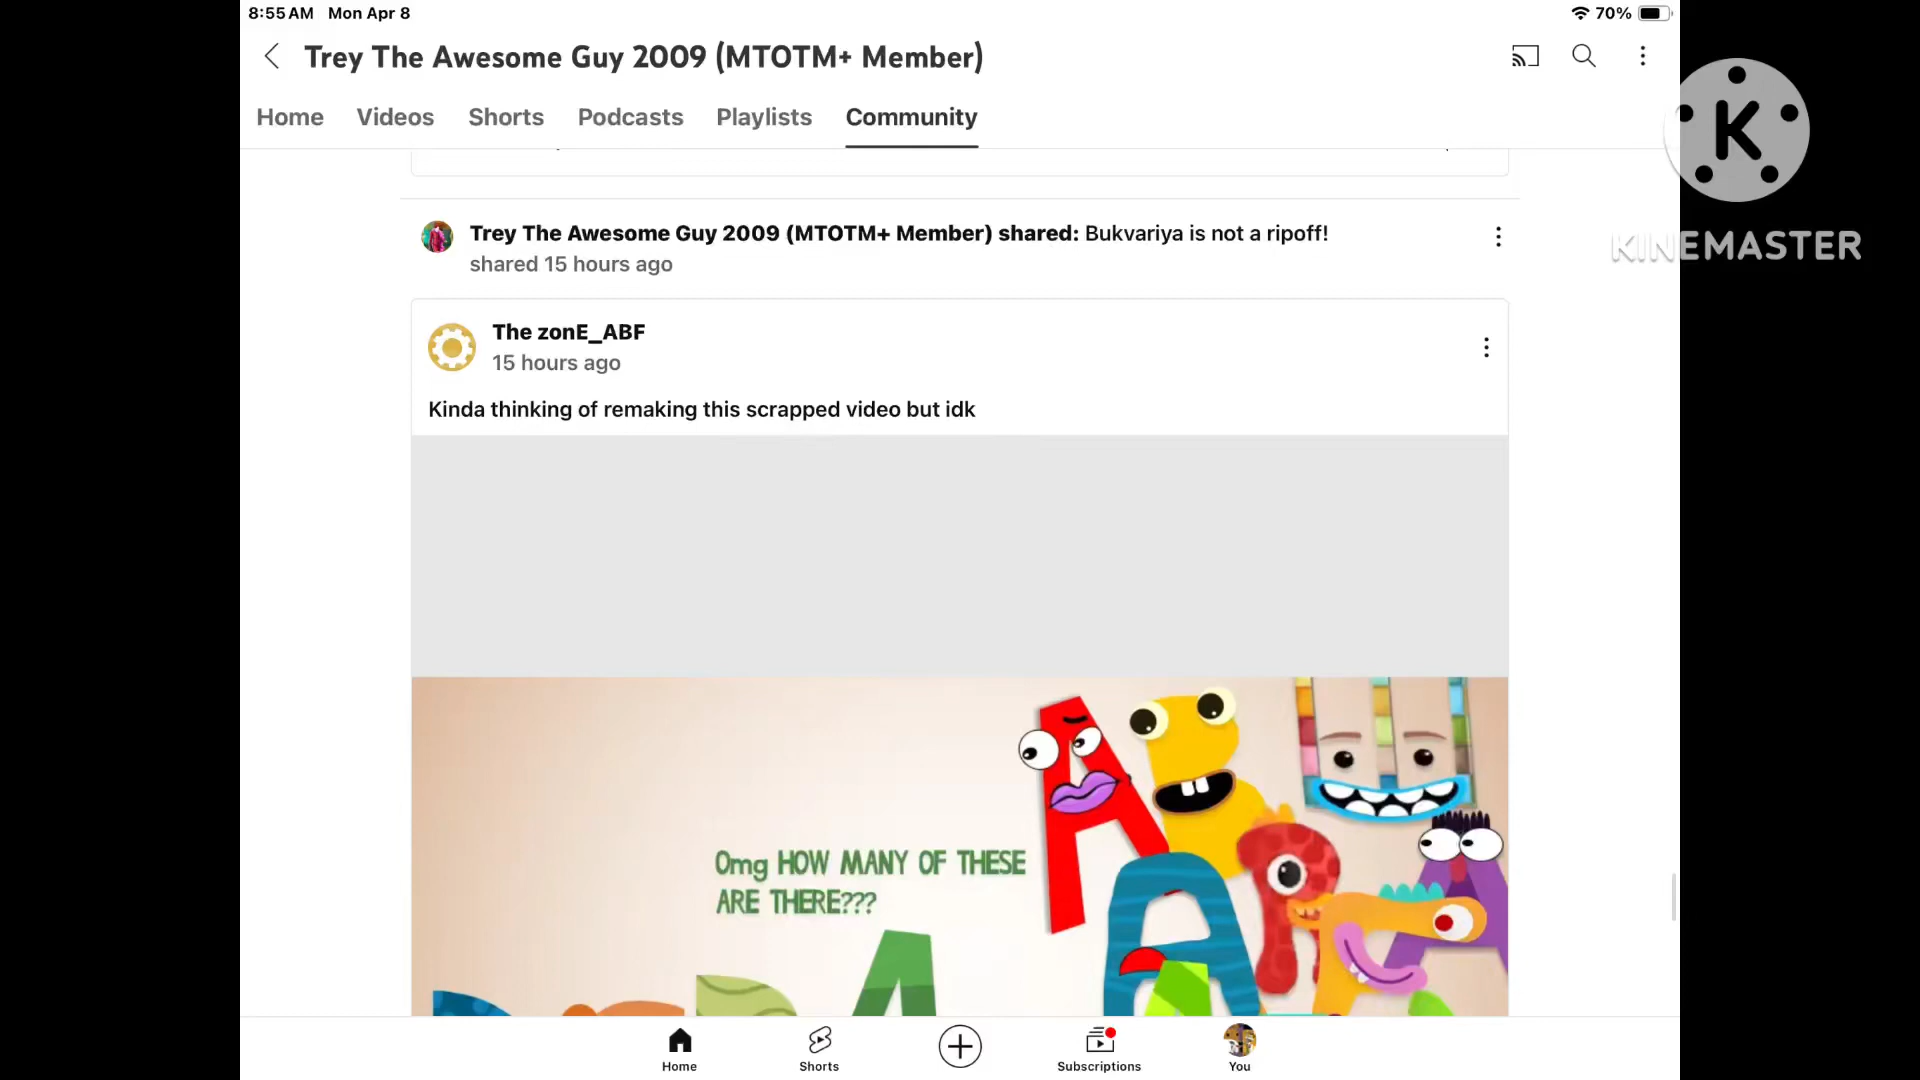 8:55 AM Mon Apr 8
70%
Trey The Awesome Guy 2009 (MTOTM+ Member)
Home Videos Shorts Podcasts Playlists Community
K
KINEMASTER
Trey The Awesome Guy 2009 (MTOTM+ Member) shared: Bukvariya is not a ripoff!
shared 15 hours ago
The zonE_ABF
15 hours ago
Kinda thinking of remaking this scrapped video but idk
Omg HOW MANY OF THESE
ARE THERE???
Home Shorts Subscriptions You